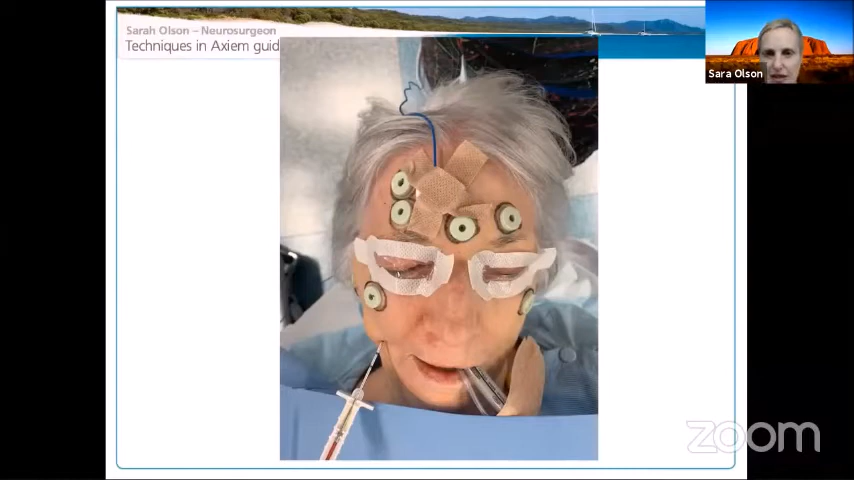 Sarah Olson – Neurosurgeon
Techniques in Axiem guid
Sara Olson
zoom